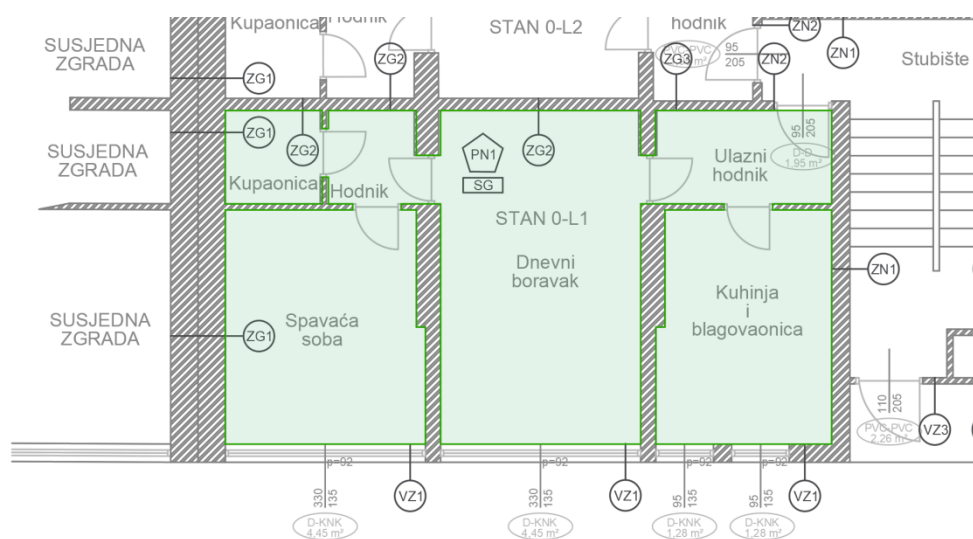 Kupaonica
Hodnik
STAN 0-L2
hodnik
ZN2
ZN1
SUSJEDNA
ZGRADA
ZG1
ZG2
PVC-PVC
ZG3
95
205
ZN2
Stubište
SUSJEDNA
ZGRADA
ZG1
ZG2
PN1
SG
ZG2
95
205
D-D
1,95 m²
Ulazni
hodnik
Kupaonica
Hodnik
STAN 0-L1
Dnevni
boravak
ZN1
Kuhinja
i
blagovaonica
SUSJEDNA
ZGRADA
ZG1
Spavaća
soba
110
205
PVC-PVC
2,26 m²
VZ3
p=92
p=92
p=92
p=92
330
135
VZ1
330
135
VZ1
95
135
95
135
VZ1
D-KNK
4,45 m²
D-KNK
4,45 m²
D-KNK
1,28 m²
D-KNK
1,28 m²